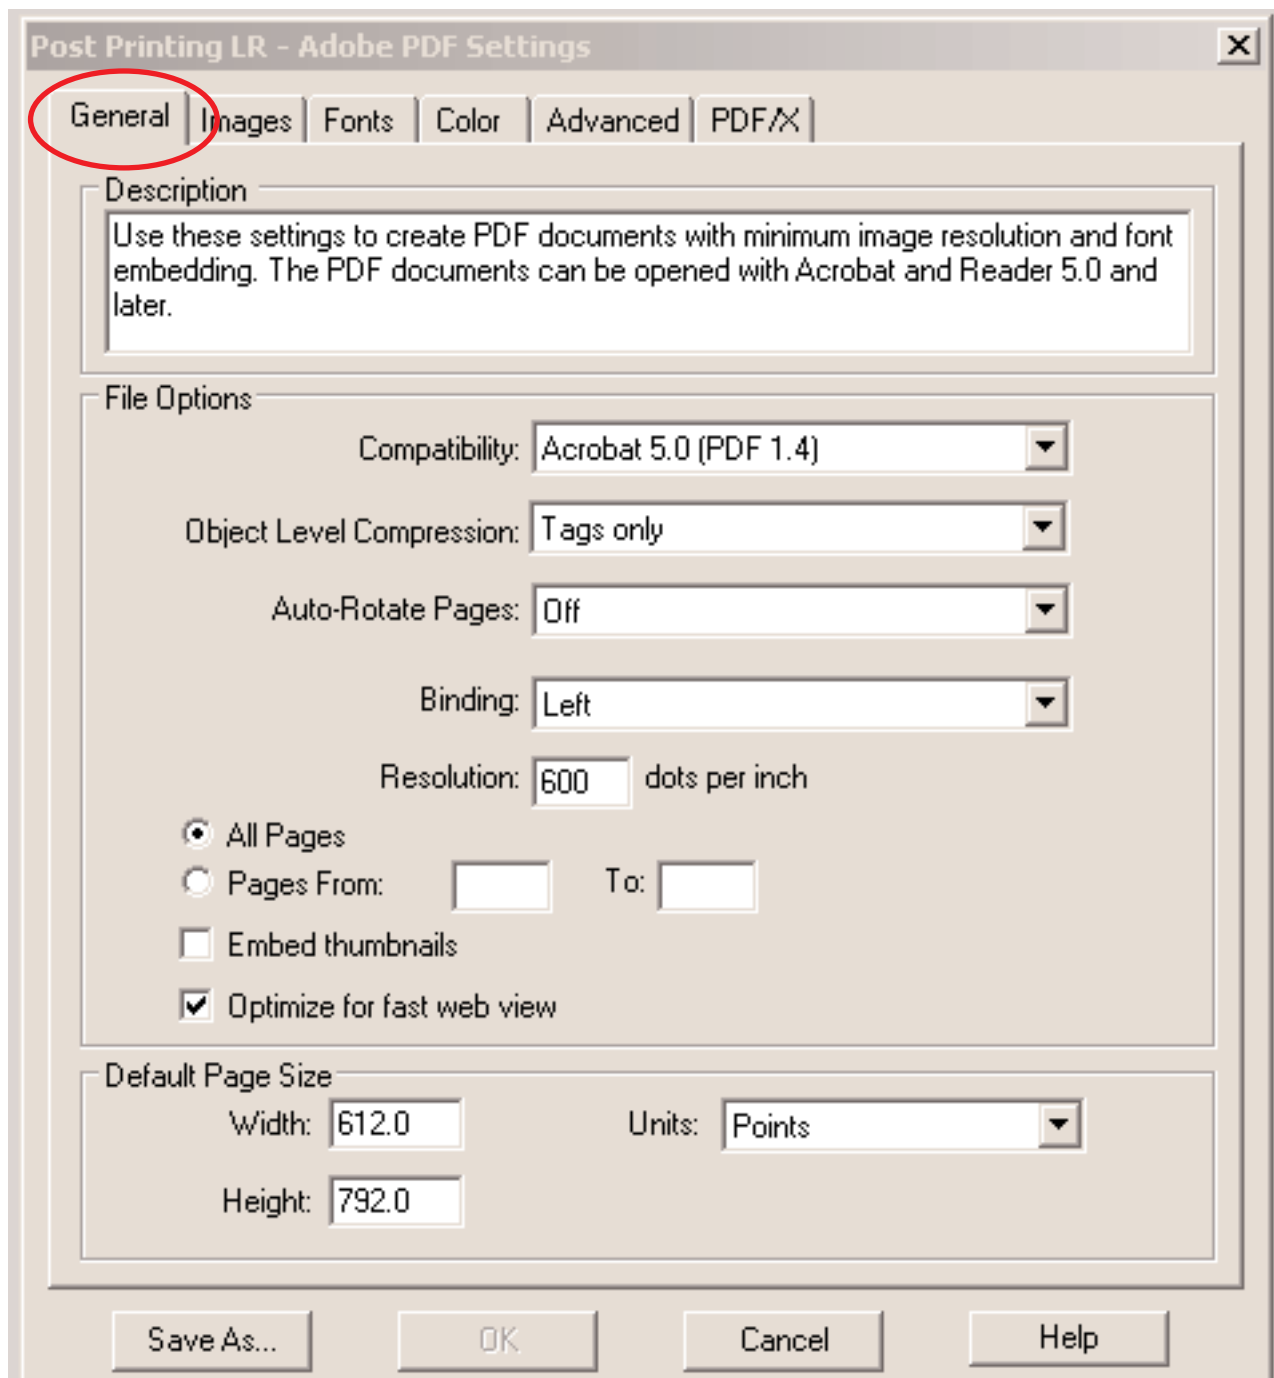 Post Printing LR - Adobe PDF Settings
General Images Fonts Color Advanced PDF/X
Description
Use these settings to create PDF documents with minimum image resolution and font
embedding. The PDF documents can be opened with Acrobat and Reader 5.0 and
later.
File Options
Compatibility: Acrobat 5.0 (PDF 1.4)
Object Level Compression: Tags only
Auto-Rotate Pages: Off
Binding: Left
Resolution: 600 dots per inch
All Pages
Pages From: To:
Embed thumbnails
Optimize for fast web view
Default Page Size
Width: 612.0 Units: Points
Height: 792.0
Save As... OK Cancel Help